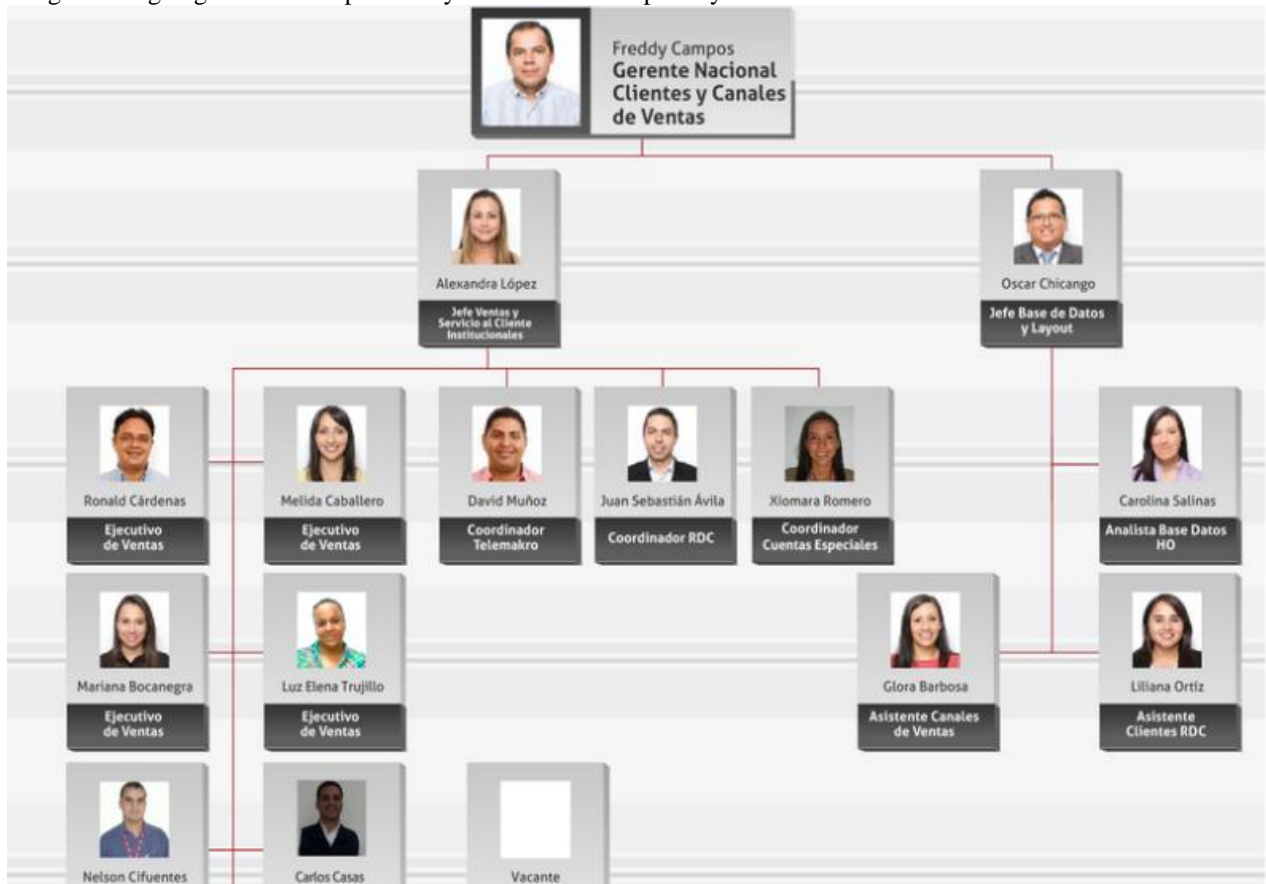 Freddy Campos
Gerente Nacional
Clientes y Canales
de Ventas
Alexandra López
Jefe Ventas y
Servicio al Cliente
Institucionales
Oscar Chicango
Jefe Base de Datos
y Layout
Ronald Cárdenas
Ejecutivo
de Ventas
Melida Caballero
Ejecutivo
de Ventas
David Muñoz
Coordinador
Telemakro
Juan Sebastián Ávila
Coordinador RDC
Xiomara Romero
Coordinador
Cuentas Especiales
Carolina Salinas
Analista Base Datos
HO
Mariana Bocanegra
Ejecutivo
de Ventas
Luz Elena Trujillo
Ejecutivo
de Ventas
Glora Barbosa
Asistente Canales
de Ventas
Liliana Ortíz
Asistente
Clientes RDC
Nelson Cifuentes
Carlos Casas
Vacante